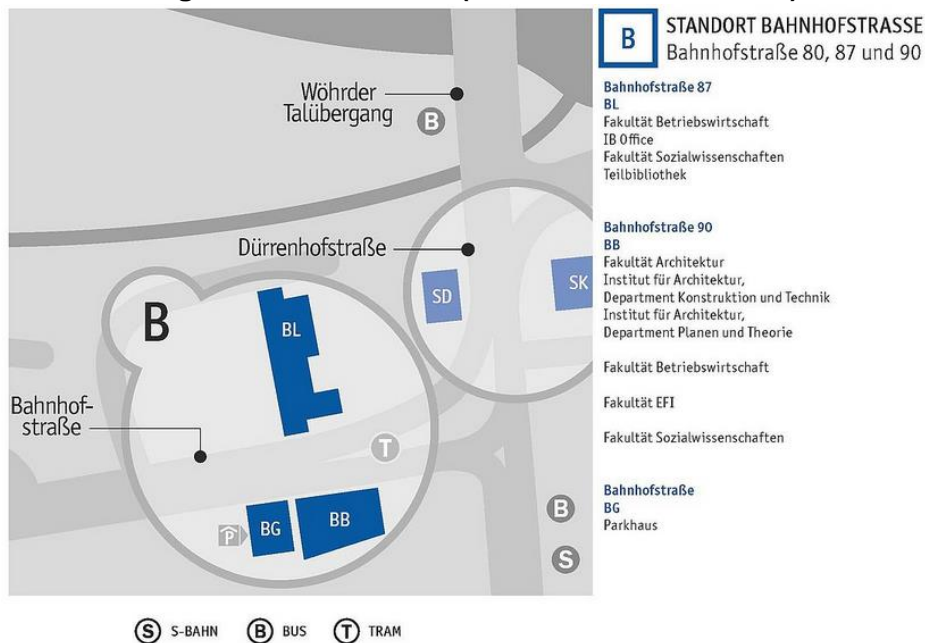 Wöhrder
Talübergang
B
Dürrenhofstraße
SD
SK
B
BL
Bahnhof-
straße
T
P
BG
BB
B
S
S S-BAHN B BUS T TRAM
B STANDORT BAHNHOFSTRASSE
Bahnhofstraße 80, 87 und 90
Bahnhofstraße 87
BL
Fakultät Betriebswirtschaft
IB Office
Fakultät Sozialwissenschaften
Teilbibliothek
Bahnhofstraße 90
BB
Fakultät Architektur
Institut für Architektur,
Department Konstruktion und Technik
Institut für Architektur,
Department Planen und Theorie
Fakultät Betriebswirtschaft
Fakultät EFI
Fakultät Sozialwissenschaften
Bahnhofstraße
BG
Parkhaus